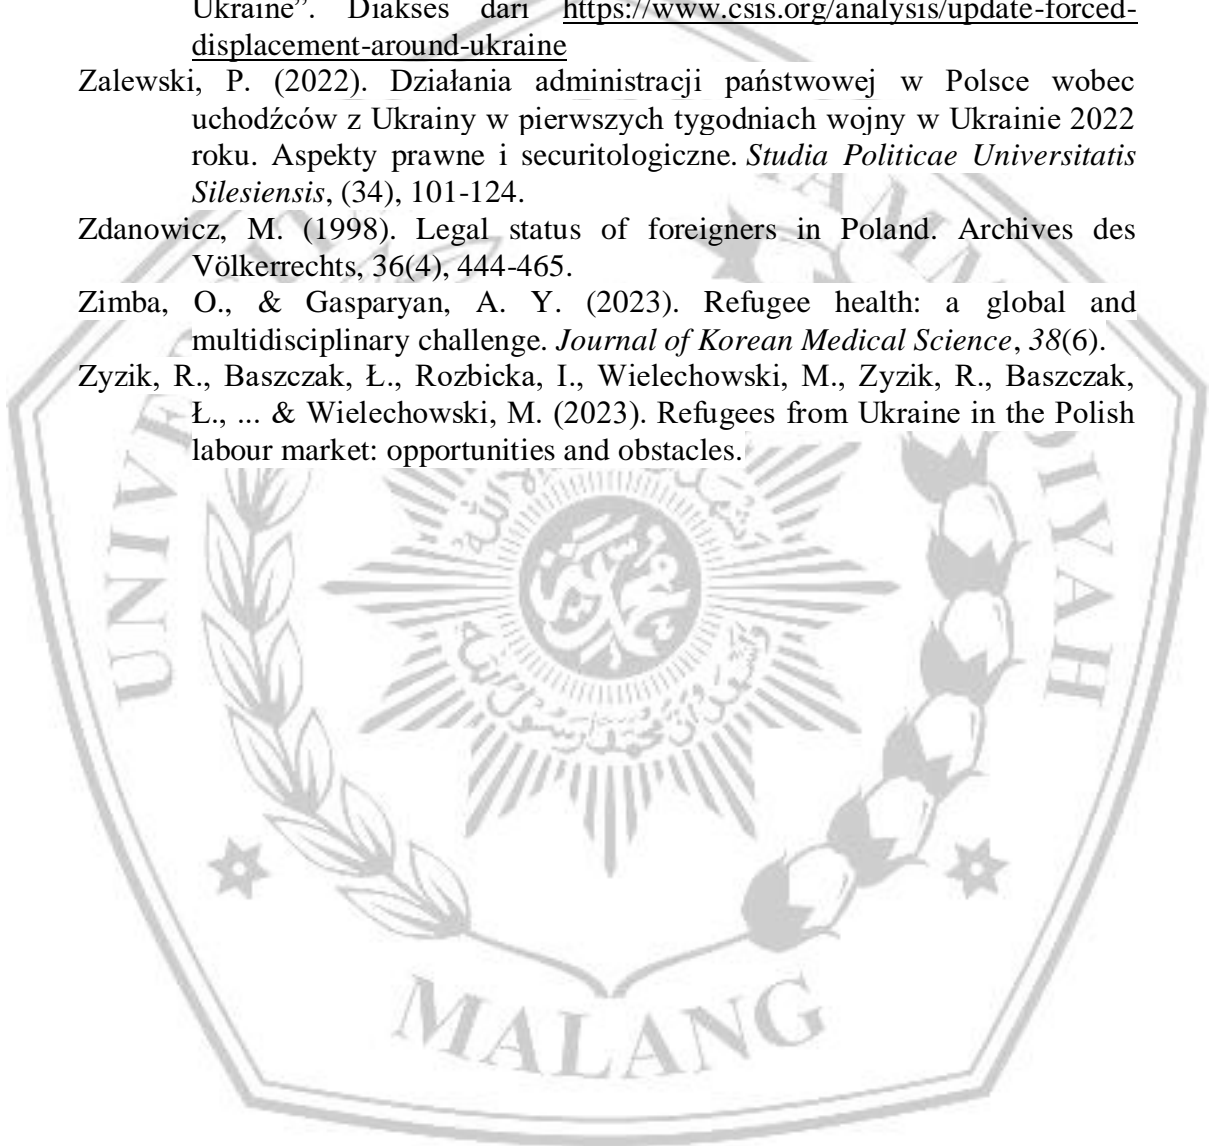 Ukraine”. Diakses dari https://www.csis.org/analysis/update-forced-
displacement-around-ukraine
Zalewski, P. (2022). Działania administracji państwowej w Polsce wobec
uchodźców z Ukrainy w pierwszych tygodniach wojny w Ukrainie 2022
roku. Aspekty prawne i securitologiczne. Studia Politicae Universitatis
Silesiensis, (34), 101-124.
Zdanowicz, M. (1998). Legal status of foreigners in Poland. Archives des
Völkerrechts, 36(4), 444-465.
Zimba, O., & Gasparyan, A. Y. (2023). Refugee health: a global and
multidisciplinary challenge. Journal of Korean Medical Science, 38(6).
Zyzik, R., Baszczak, Ł., Rozbicka, I., Wielechowski, M., Zyzik, R., Baszczak,
Ł., ... & Wielechowski, M. (2023). Refugees from Ukraine in the Polish
labour market: opportunities and obstacles.
MALANG